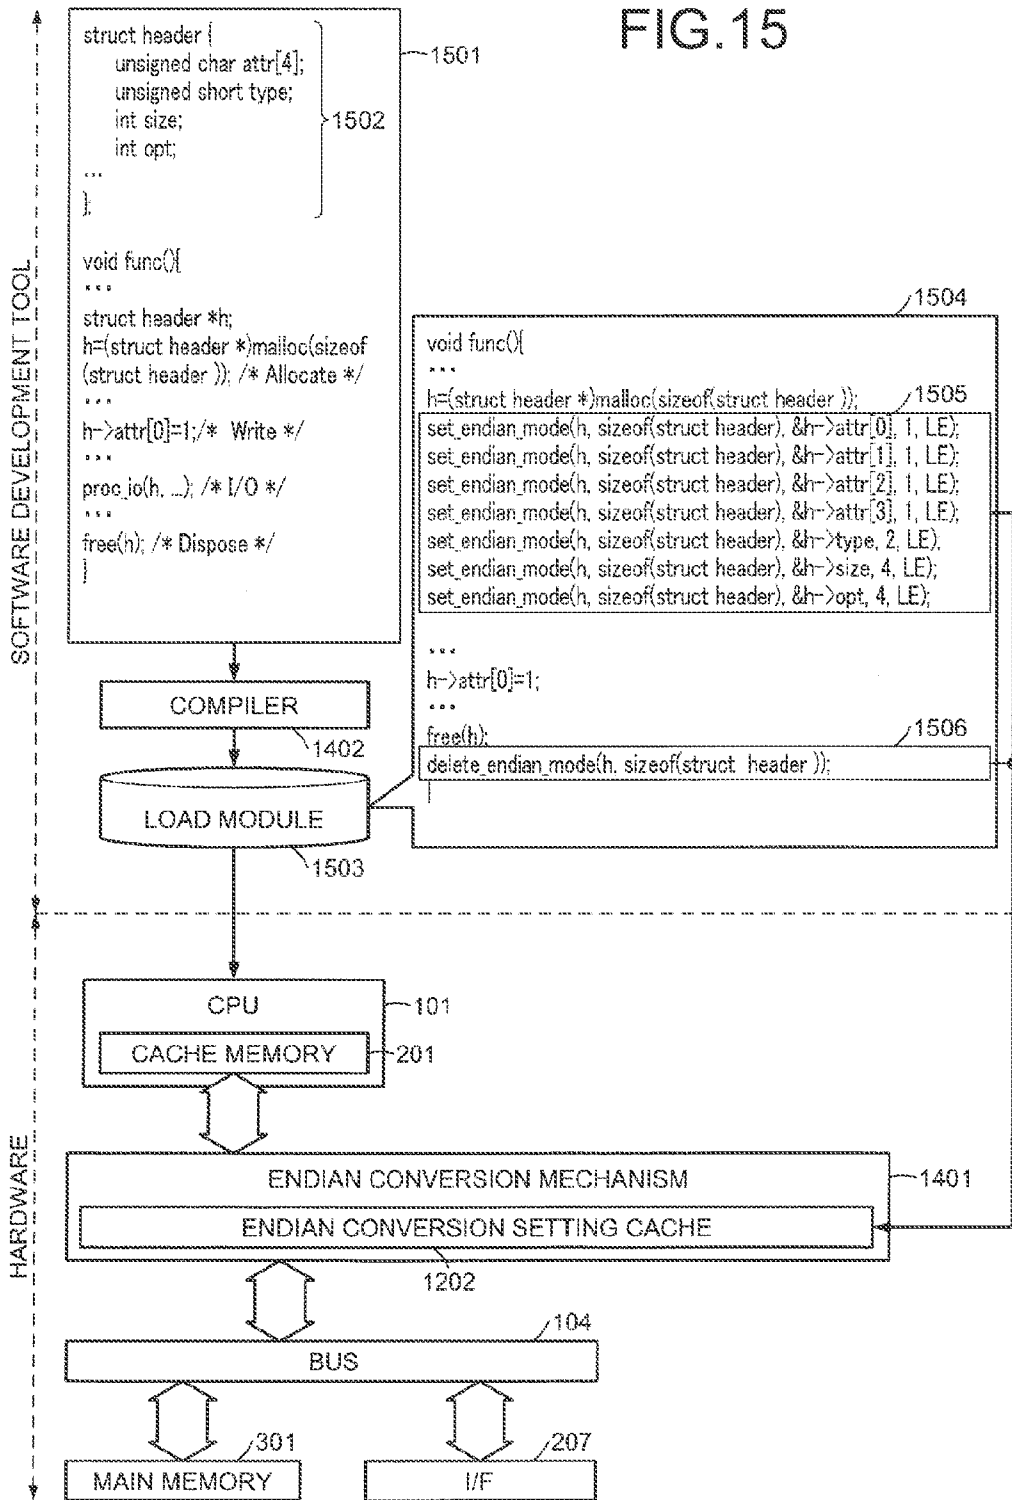 FIG.15
struct header {
unsigned char attr[4];
unsigned short type;
int size;
int opt;
...
};
1501
1502
void func(){
...
struct header *h;
h=(struct header *)malloc(sizeof
(struct header )); /* Allocate */
...
h->attr[0]=1;/* Write */
...
proc_io(h, ...); /* I/O */
...
free(h); /* Dispose */
}
SOFTWARE DEVELOPMENT TOOL
1504
void func(){
...
h=(struct header *)malloc(sizeof(struct header ));
1505
set_endian_mode(h, sizeof(struct header), &h->attr[0], 1, LE);
set_endian_mode(h, sizeof(struct header), &h->attr[1], 1, LE);
set_endian_mode(h, sizeof(struct header), &h->attr[2], 1, LE);
set_endian_mode(h, sizeof(struct header), &h->attr[3], 1, LE);
set_endian_mode(h, sizeof(struct header), &h->type, 2, LE);
set_endian_mode(h, sizeof(struct header), &h->size, 4, LE);
set_endian_mode(h, sizeof(struct header), &h->opt, 4, LE);
...
h->attr[0]=1;
...
free(h);
1506
delete_endian_mode(h, sizeof(struct header ));
}
COMPILER
1402
LOAD MODULE
1503
HARDWARE
CPU
101
CACHE MEMORY
201
ENDIAN CONVERSION MECHANISM
1401
ENDIAN CONVERSION SETTING CACHE
1202
104
BUS
301
MAIN MEMORY
207
I/F